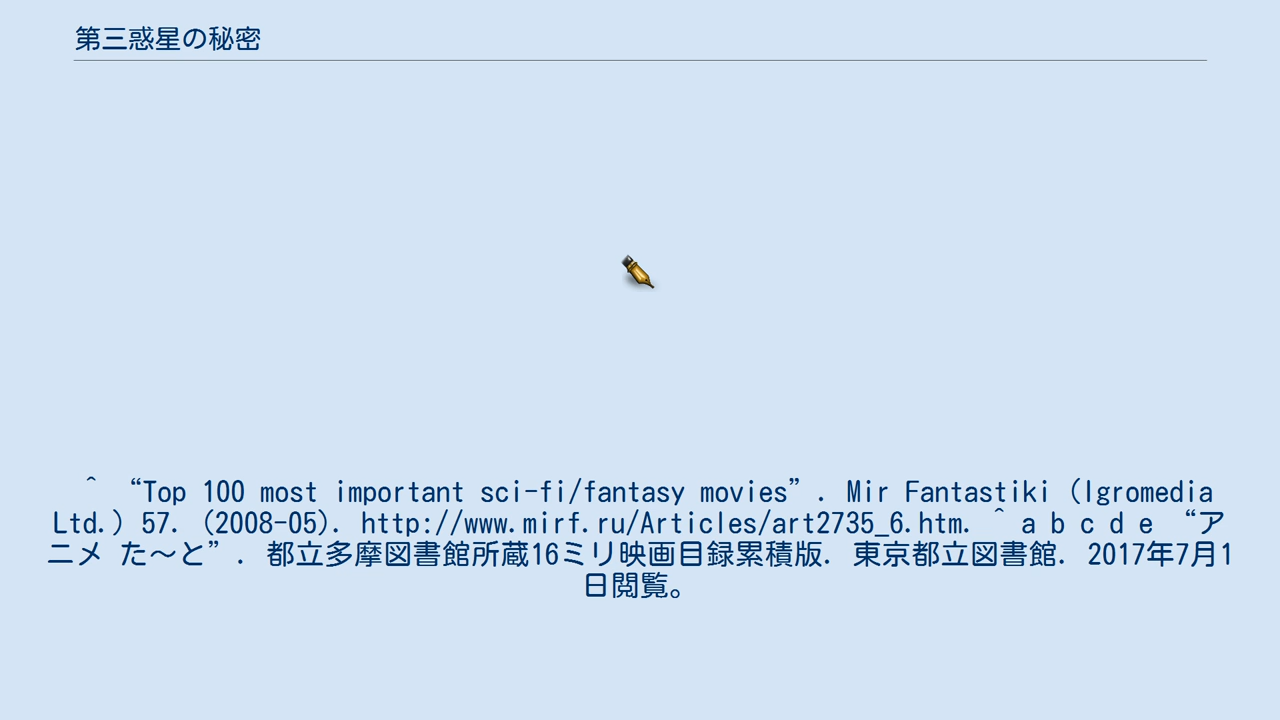 第三惑星の秘密
^ “Top 100 most important sci-fi/fantasy movies”. Mir Fantastiki (Igromedia
Ltd.) 57. (2008-05). http://www.mirf.ru/Articles/art2735_6.htm. ^ a b c d e “ア
ニメ た〜と”. 都立多摩図書館所蔵16ミリ映画目録累積版. 東京都立図書館. 2017年7月1
日閲覧。